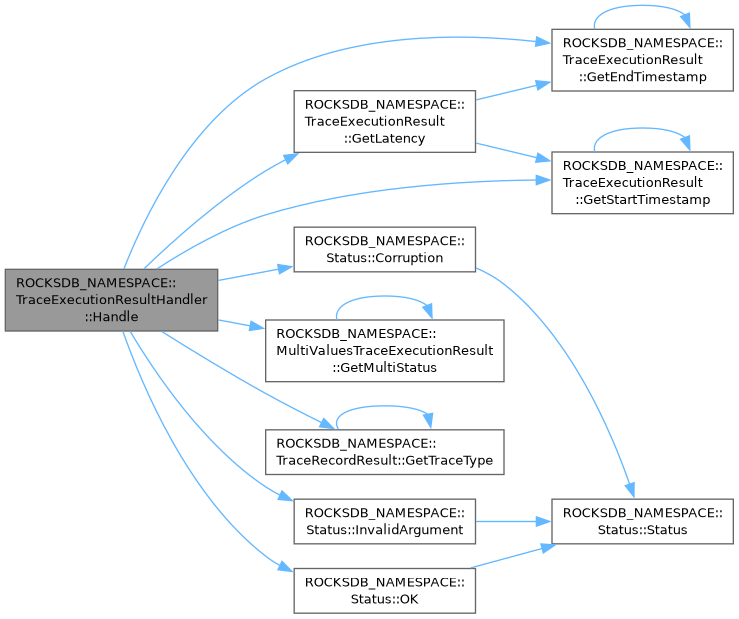 ROCKSDB_NAMESPACE::
TraceExecutionResultHandler
::Handle
ROCKSDB_NAMESPACE::
TraceExecutionResult
::GetEndTimestamp
ROCKSDB_NAMESPACE::
TraceExecutionResult
::GetLatency
ROCKSDB_NAMESPACE::
TraceExecutionResult
::GetStartTimestamp
ROCKSDB_NAMESPACE::
Status::Corruption
ROCKSDB_NAMESPACE::
MultiValuesTraceExecutionResult
::GetMultiStatus
ROCKSDB_NAMESPACE::
TraceRecordResult::GetTraceType
ROCKSDB_NAMESPACE::
Status::InvalidArgument
ROCKSDB_NAMESPACE::
Status::Status
ROCKSDB_NAMESPACE::
Status::OK